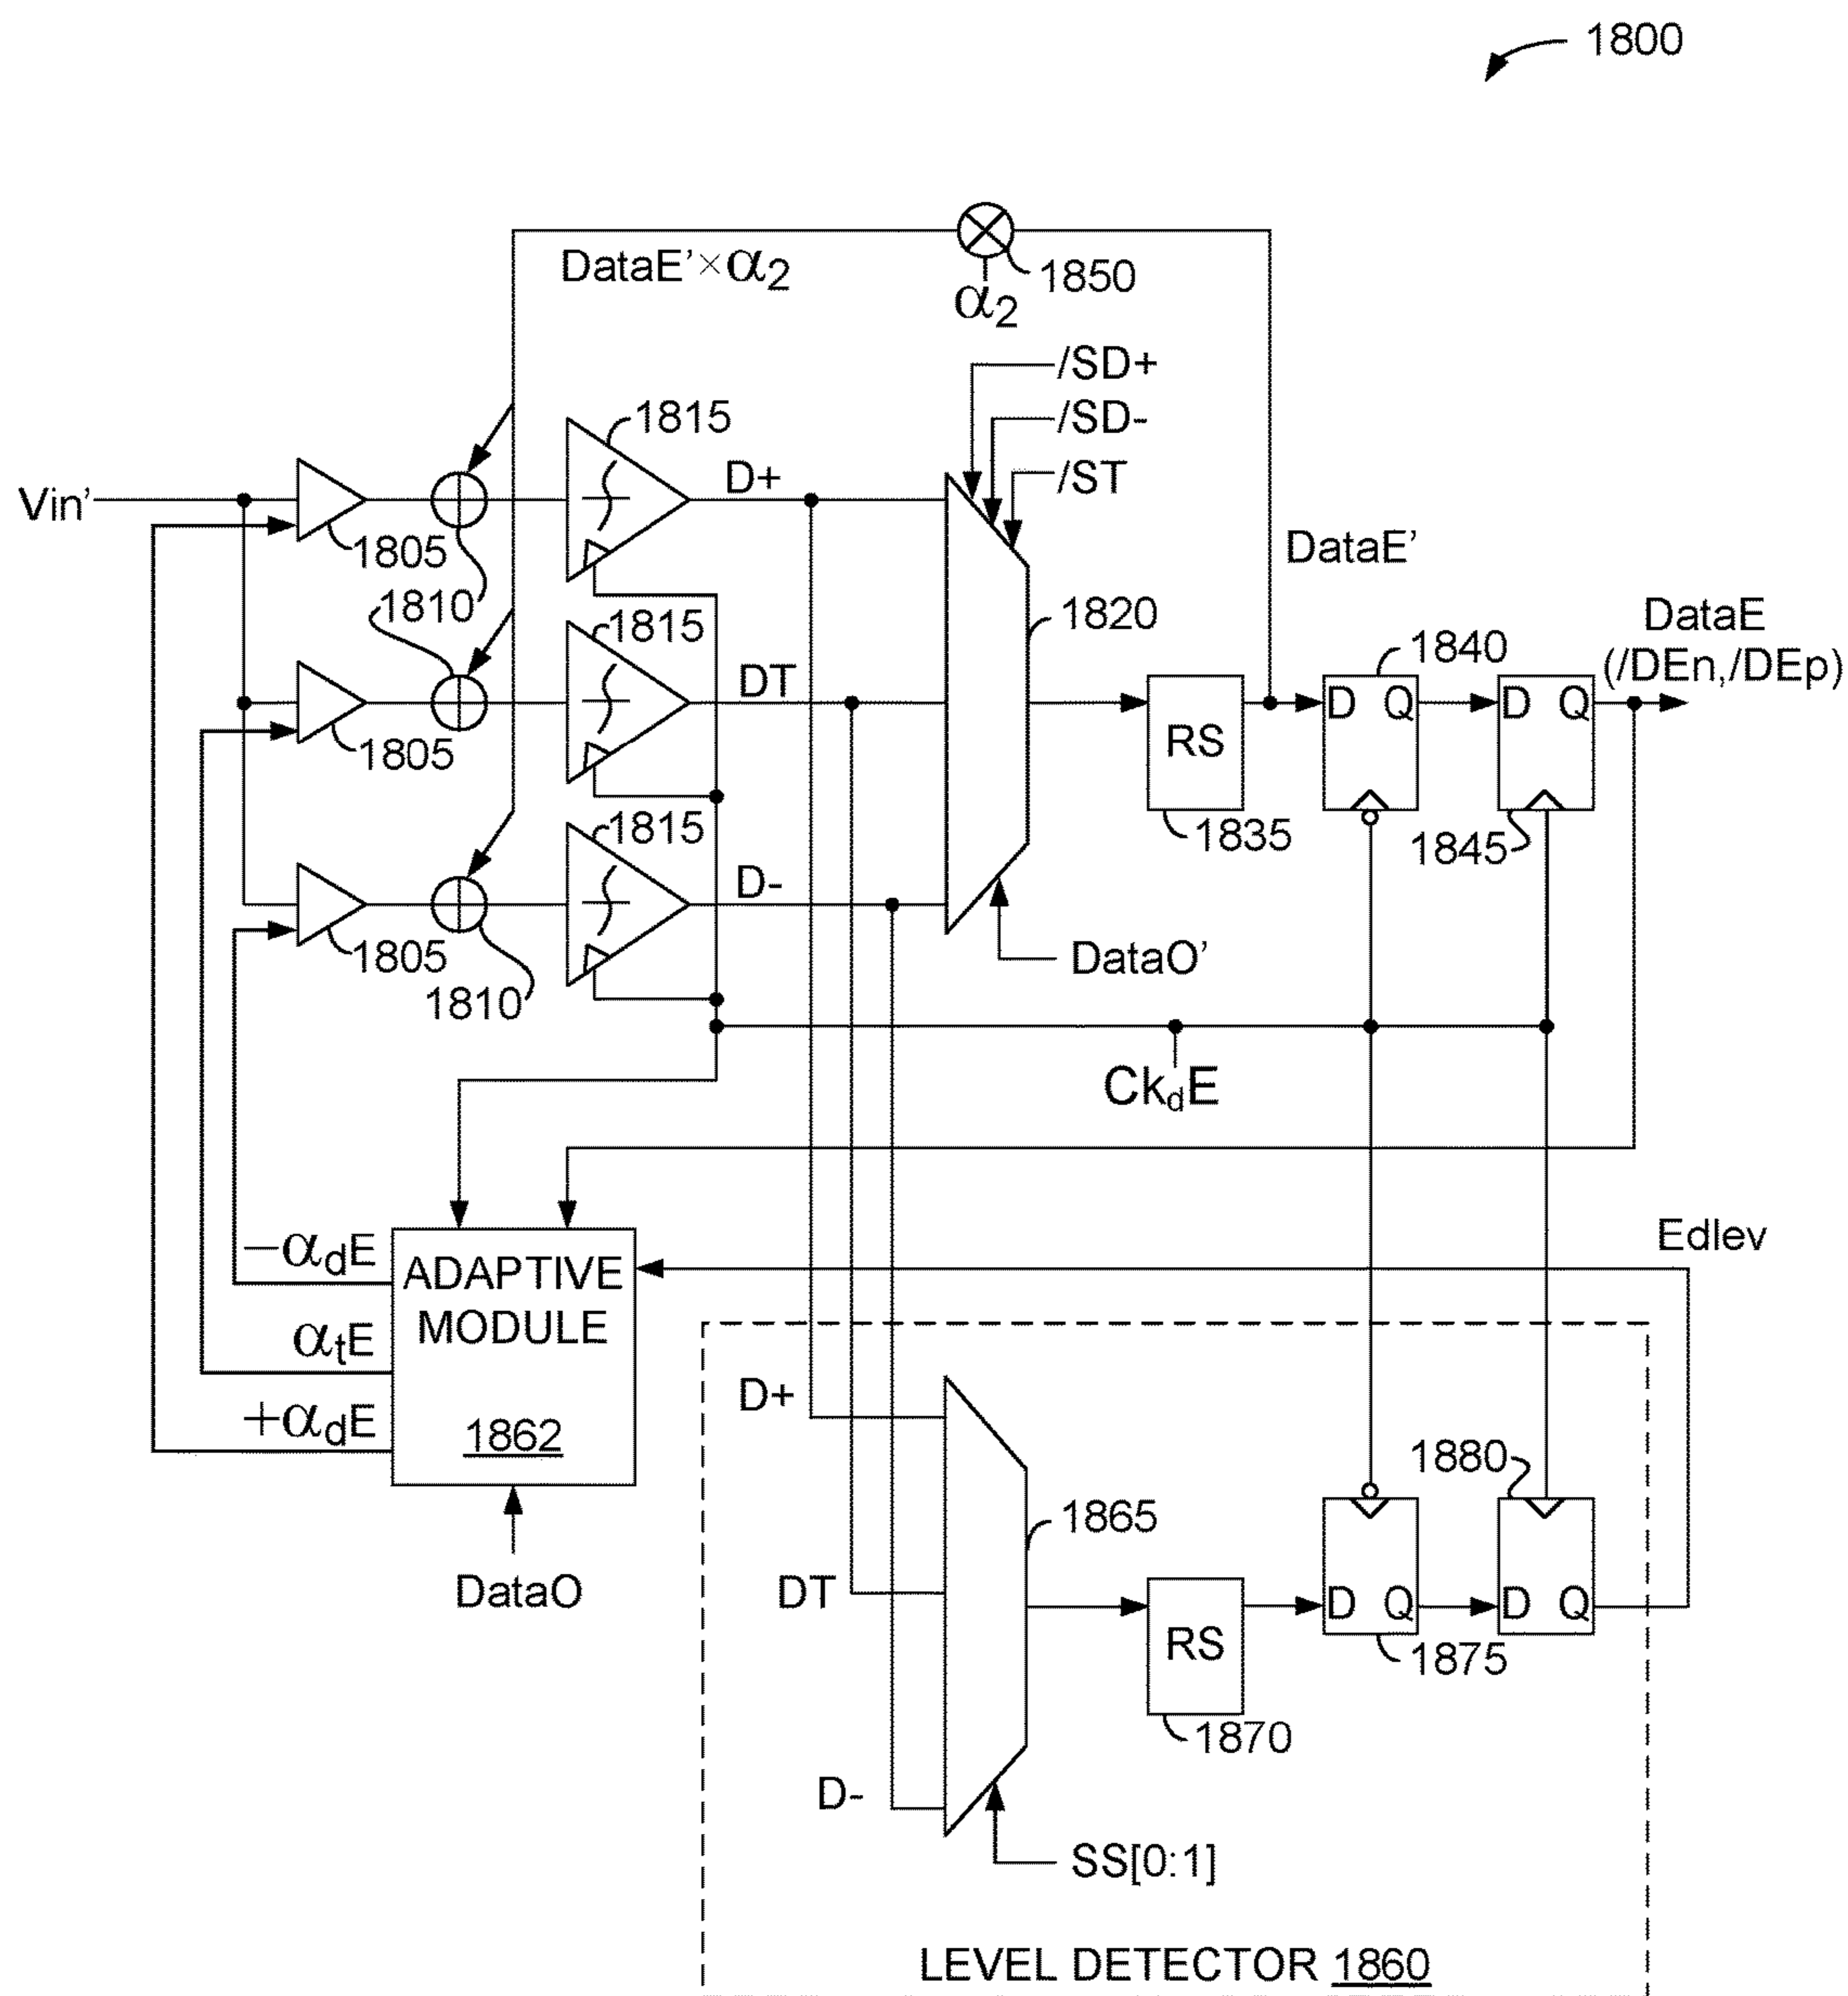 1800
DataE'×α2
1850
α2
/SD+
/SD-
/ST
1815
D+
Vin'
1805
DataE'
1810
1815
1820
DataE
(/DEn,/DEp)
1840
DT
D Q
D Q
RS
1805
1815
1835
1845
D-
1805
1810
DataO'
CkdE
Edlev
−αdE
ADAPTIVE
MODULE
αtE
D+
+αdE
1862
1880
1865
DataO
DT
D Q
D Q
RS
1875
1870
D-
SS[0:1]
LEVEL DETECTOR 1860